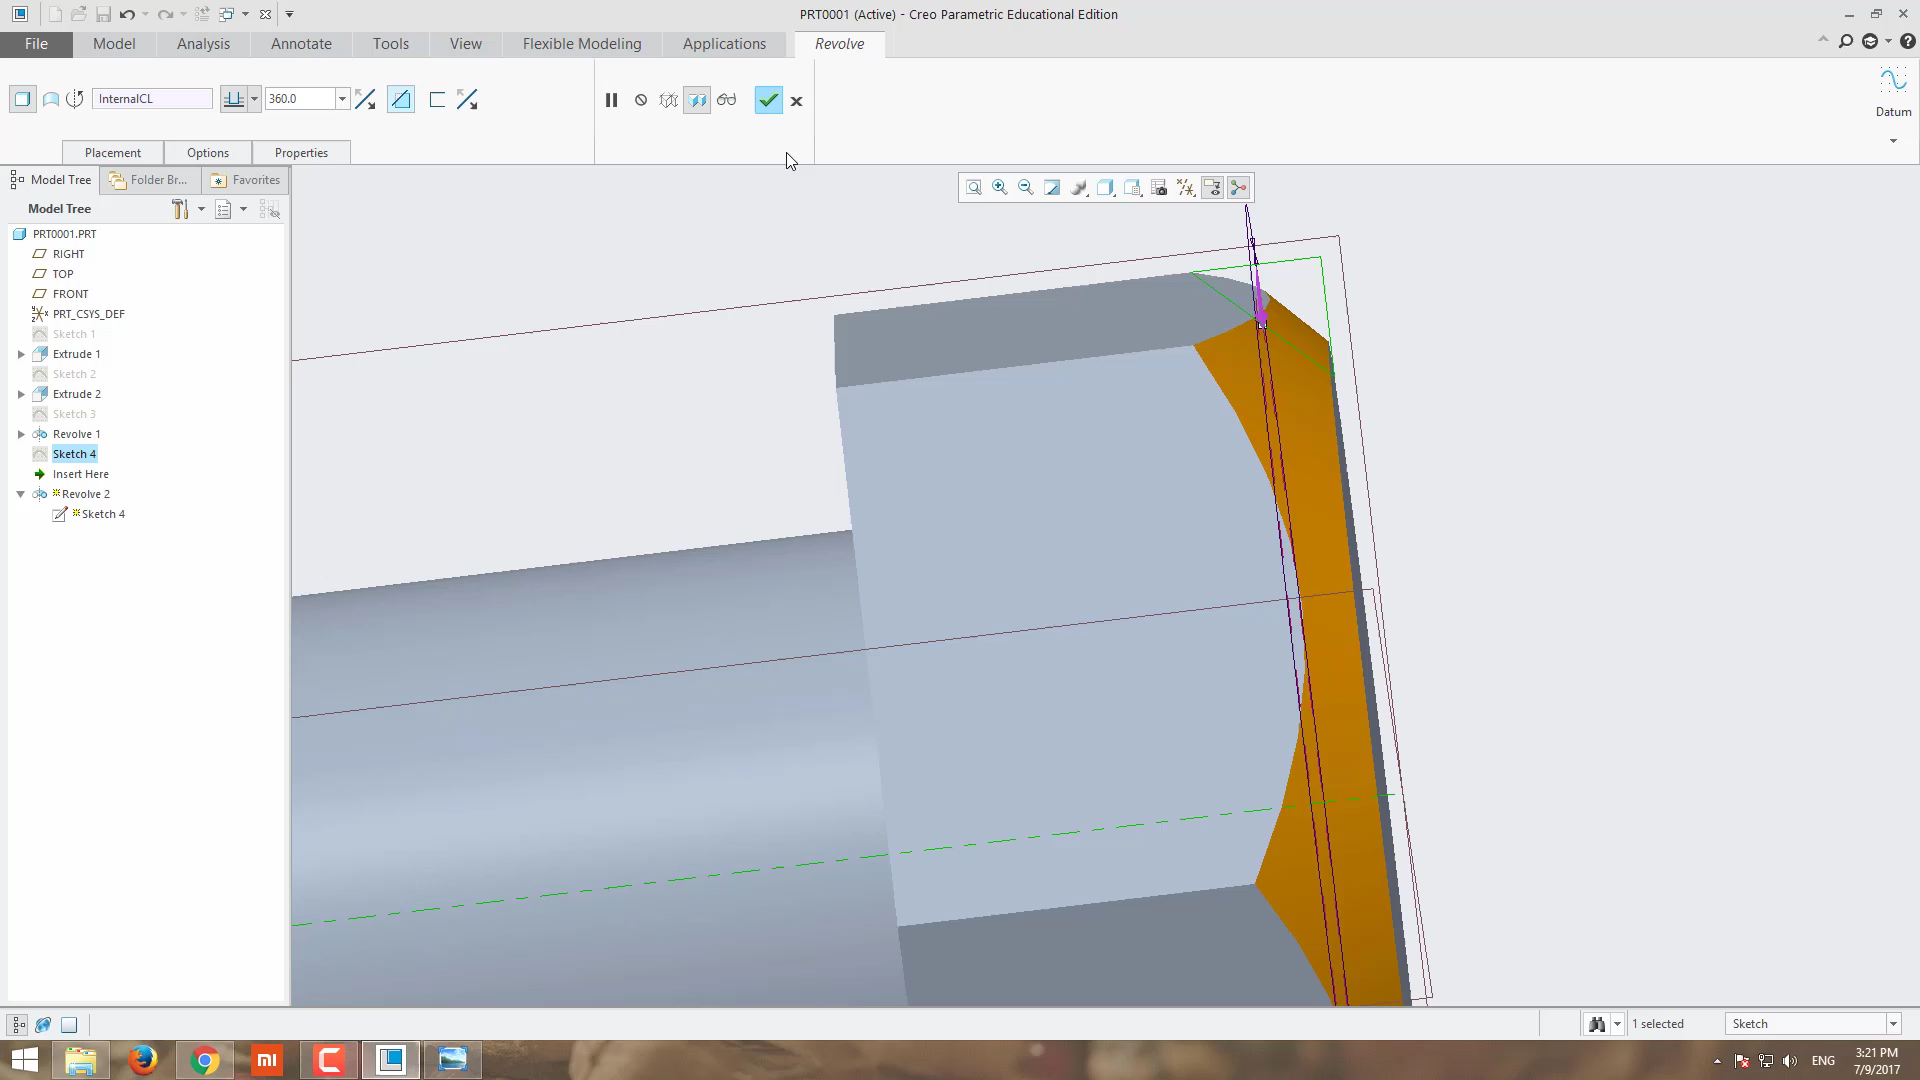 PRT0001 (Active) - Creo Parametric Educational Edition
File
Model
Analysis
Annotate
Tools
View
Flexible Modeling
Applications
Revolve
InternalCL
360.0
Datum
Placement
Options
Properties
Model Tree
Folder Br...
Favorites
Model Tree
PRT0001.PRT
RIGHT
TOP
FRONT
PRT_CSYS_DEF
Sketch 1
Extrude 1
Sketch 2
Extrude 2
Sketch 3
Revolve 1
Sketch 4
Insert Here
Revolve 2
Sketch 4
1 selected
Sketch
ENG
3:21 PM
7/9/2017